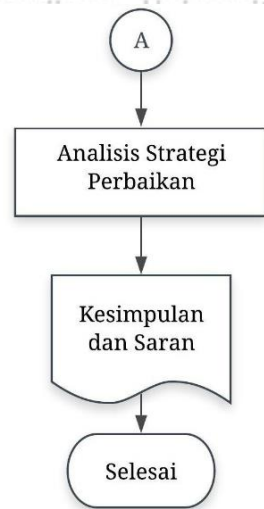 A
Analisis Strategi
Perbaikan
Kesimpulan
dan Saran
Selesai